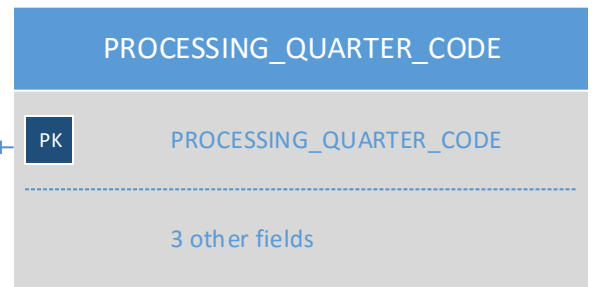 PROCESSING_QUARTER_CODE
PK PROCESSING_QUARTER_CODE
3 other fields